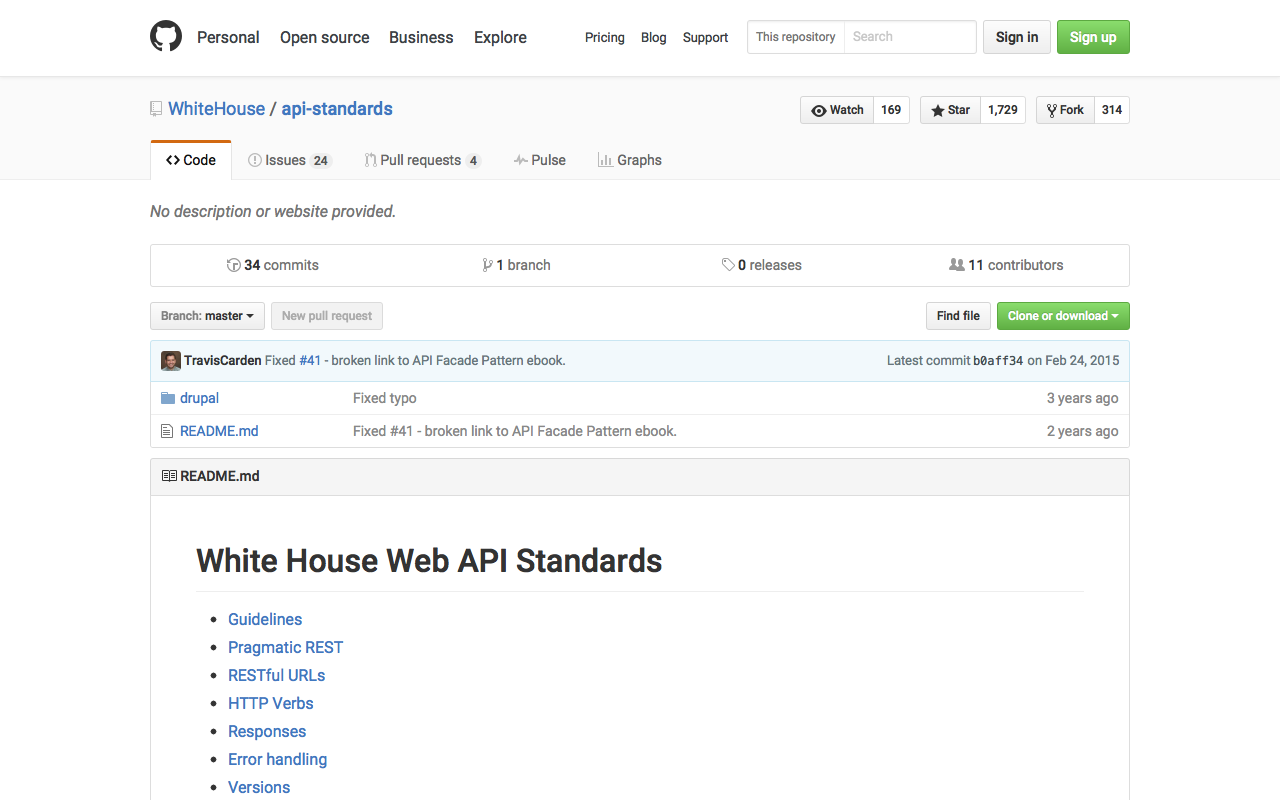 Personal Open source Business Explore Pricing Blog Support This repository Search Sign in Sign up
WhiteHouse / api-standards Watch 169 Star 1,729 Fork 314
Code Issues 24 Pull requests 4 Pulse Graphs
No description or website provided.
34 commits 1 branch 0 releases 11 contributors
Branch: master New pull request Find file Clone or download
TravisCarden Fixed #41 - broken link to API Facade Pattern ebook. Latest commit b0aff34 on Feb 24, 2015
drupal Fixed typo 3 years ago
README.md Fixed #41 - broken link to API Facade Pattern ebook. 2 years ago
README.md
White House Web API Standards
• Guidelines
• Pragmatic REST
• RESTful URLs
• HTTP Verbs
• Responses
• Error handling
• Versions